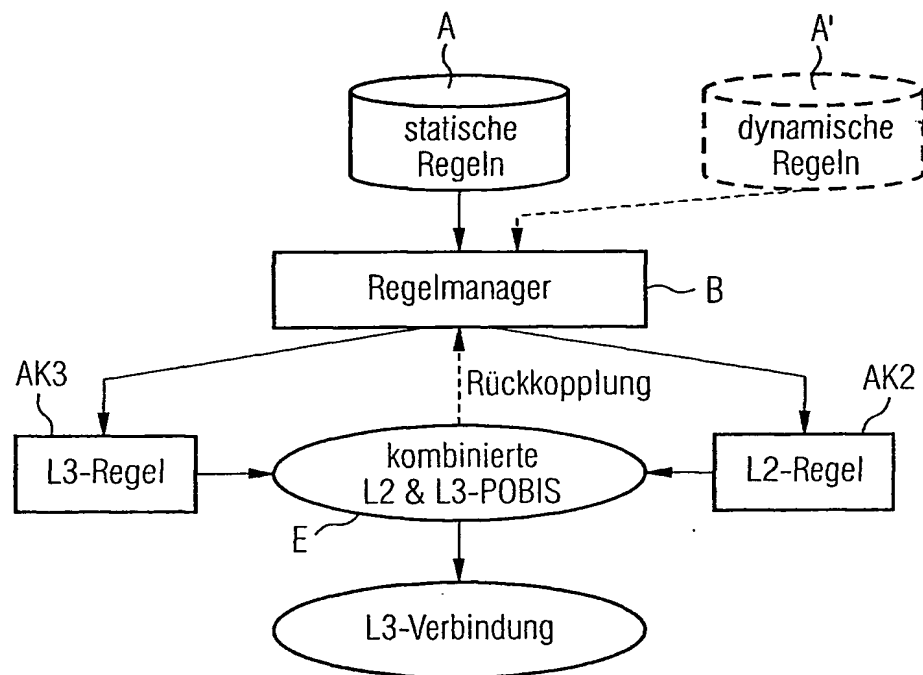 A
A'
statische
Regeln
dynamische
Regeln
Regelmanager
B
AK3
Rückkopplung
AK2
L3-Regel
kombinierte
L2 & L3-POBIS
L2-Regel
E
L3-Verbindung